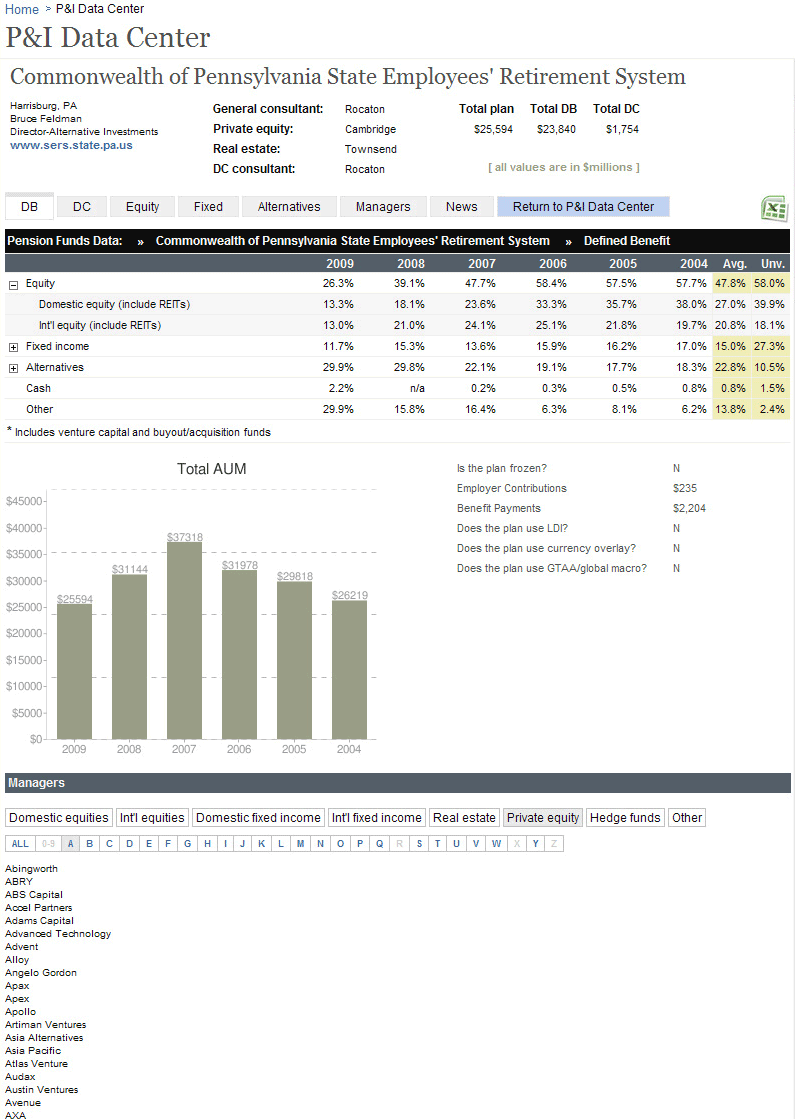 Home > P&I Data Center
P&I Data Center
Commonwealth of Pennsylvania State Employees' Retirement System
Harrisburg, PA
Bruce Feldman
Director-Alternative Investments
www.sers.state.pa.us
General consultant: Rocaton
Private equity: Cambridge
Real estate: Townsend
DC consultant: Rocaton
Total plan Total DB Total DC
$25,594 $23,840 $1,754
[ all values are in $millions ]
DB DC Equity Fixed Alternatives Managers News Return to P&I Data Center
Pension Funds Data: » Commonwealth of Pennsylvania State Employees' Retirement System » Defined Benefit
2009 2008 2007 2006 2005 2004 Avg. Unv.
Equity 26.3% 39.1% 47.7% 58.4% 57.5% 57.7% 47.8% 58.0%
Domestic equity (include REITs) 13.3% 18.1% 23.6% 33.3% 35.7% 38.0% 27.0% 39.9%
Int'l equity (include REITs) 13.0% 21.0% 24.1% 25.1% 21.8% 19.7% 20.8% 18.1%
Fixed income 11.7% 15.3% 13.6% 15.9% 16.2% 17.0% 15.0% 27.3%
Alternatives 29.9% 29.8% 22.1% 19.1% 17.7% 18.3% 22.8% 10.5%
Cash 2.2% n/a 0.2% 0.3% 0.5% 0.8% 0.8% 1.5%
Other 29.9% 15.8% 16.4% 6.3% 8.1% 6.2% 13.8% 2.4%
* Includes venture capital and buyout/acquisition funds
Total AUM
$45000
$40000
$35000
$30000
$25000
$20000
$15000
$10000
$5000
$0
$25594 $31144 $37318 $31978 $29818 $26219
2009 2008 2007 2006 2005 2004
Is the plan frozen? N
Employer Contributions $235
Benefit Payments $2,204
Does the plan use LDI? N
Does the plan use currency overlay? N
Does the plan use GTAA/global macro? N
Managers
Domestic equities Int'l equities Domestic fixed income Int'l fixed income Real estate Private equity Hedge funds Other
ALL 0-9 A B C D E F G H I J K L M N O P Q R S T U V W X Y Z
Abingworth
ABRY
ABS Capital
Accel Partners
Adams Capital
Advanced Technology
Advent
Alloy
Angelo Gordon
Apax
Apex
Apollo
Artiman Ventures
Asia Alternatives
Asia Pacific
Atlas Venture
Audax
Austin Ventures
Avenue
AXA